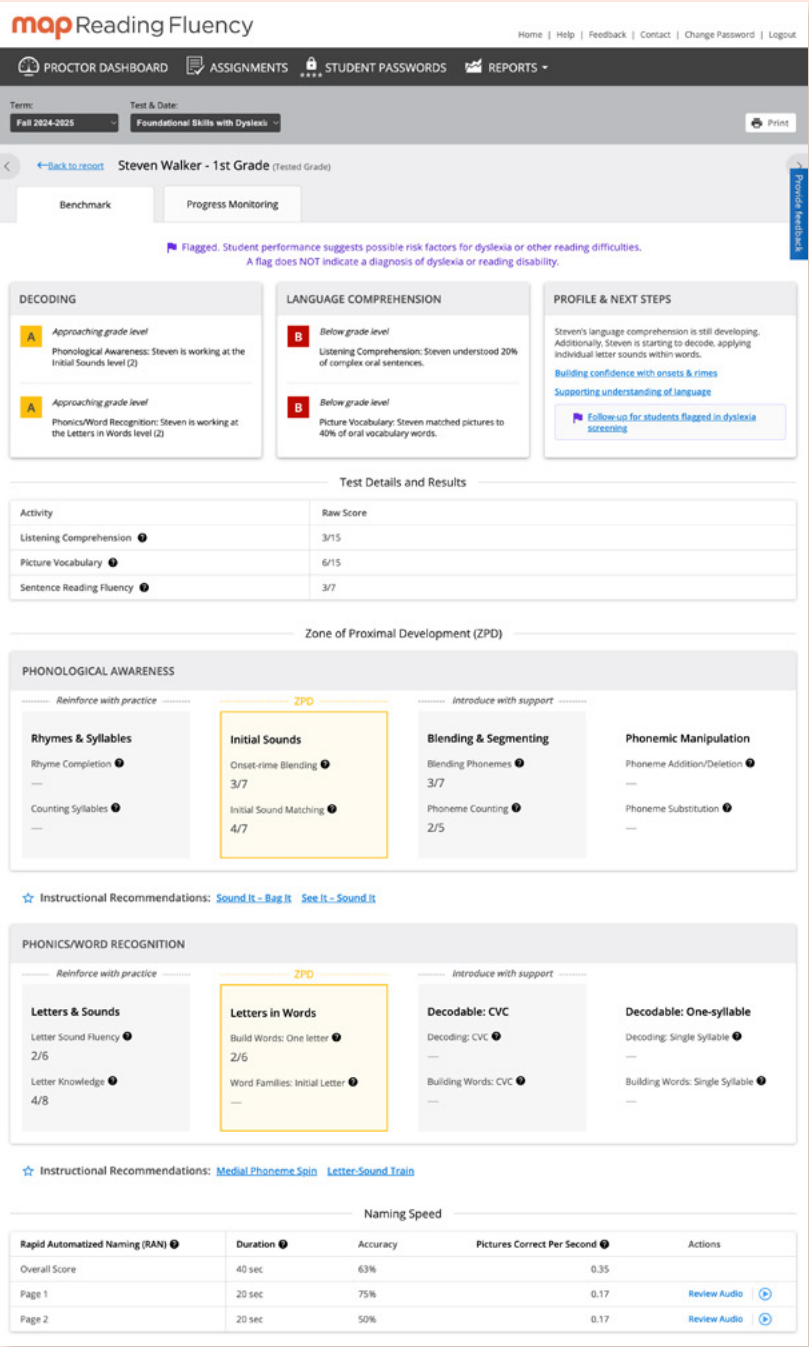 map Reading Fluency
Home | Help | Feedback | Contact | Change Password | Logout
PROCTOR DASHBOARD ASSIGNMENTS STUDENT PASSWORDS REPORTS
Term: Test & Date:
Fall 2024-2025 Foundational Skills with Dyslexia Print
Back to report Steven Walker - 1st Grade (Tested Grade)
Provide feedback
Benchmark Progress Monitoring
Flagged. Student performance suggests possible risk factors for dyslexia or other reading difficulties.
A flag does NOT indicate a diagnosis of dyslexia or reading disability.
DECODING
A Approaching grade level
Phonological Awareness: Steven is working at the
Initial Sounds level (2)
A Approaching grade level
Phonics/Word Recognition: Steven is working at
the Letters in Words level (2)
LANGUAGE COMPREHENSION
B Below grade level
Listening Comprehension: Steven understood 20%
of complex oral sentences.
B Below grade level
Picture Vocabulary: Steven matched pictures to
40% of oral vocabulary words.
PROFILE & NEXT STEPS
Steven's language comprehension is still developing.
Additionally, Steven is starting to decode, applying
individual letter sounds within words.
Building confidence with onsets & rimes
Supporting understanding of language
Follow-up for students flagged in dyslexia
screening
Test Details and Results
Activity Raw Score
Listening Comprehension 3/15
Picture Vocabulary 6/15
Sentence Reading Fluency 3/7
Zone of Proximal Development (ZPD)
PHONOLOGICAL AWARENESS
Reinforce with practice ZPD Introduce with support
Rhymes & Syllables
Rhyme Completion
—
Counting Syllables
—
Initial Sounds
Onset-rime Blending
3/7
Initial Sound Matching
4/7
Blending & Segmenting
Blending Phonemes
3/7
Phoneme Counting
2/5
Phonemic Manipulation
Phoneme Addition/Deletion
—
Phoneme Substitution
—
Instructional Recommendations: Sound It – Bag It See It – Sound It
PHONICS/WORD RECOGNITION
Reinforce with practice ZPD Introduce with support
Letters & Sounds
Letter Sound Fluency
2/6
Letter Knowledge
4/8
Letters in Words
Build Words: One letter
2/6
Word Families: Initial Letter
—
Decodable: CVC
Decoding: CVC
—
Building Words: CVC
—
Decodable: One-syllable
Decoding: Single Syllable
—
Building Words: Single Syllable
—
Instructional Recommendations: Medial Phoneme Spin Letter-Sound Train
Naming Speed
Rapid Automatized Naming (RAN) Duration Accuracy Pictures Correct Per Second Actions
Overall Score 40 sec 63% 0.35
Page 1 20 sec 75% 0.17 Review Audio
Page 2 20 sec 50% 0.17 Review Audio